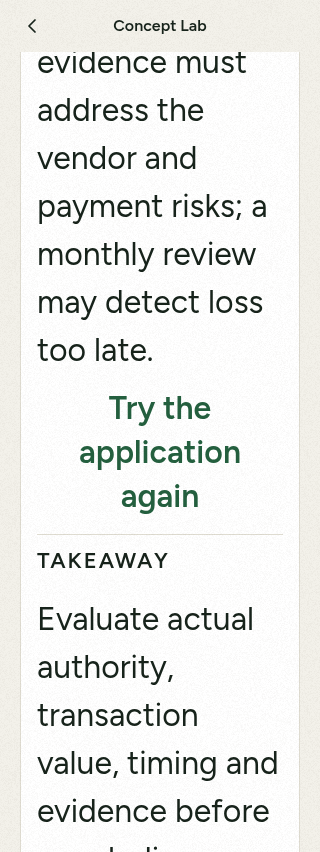 Concept Lab
evidence must
address the
vendor and
payment risks; a
monthly review
may detect loss
too late.
Try the
application
again
TAKEAWAY
Evaluate actual
authority,
transaction
value, timing and
evidence before